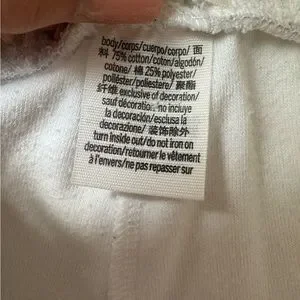 body/corps/cuerpo/corpo/ 面
料 75% cotton/coton/algodón/
cotone/ 棉 25% polyester/
poliéster/poliestere/ 聚酯
纤维 exclusive of decoration/
sauf décoration. no incluye
la decoración/esclusa la
decorazione/ 装饰除外
turn inside out/do not iron on
decoration/retourner le vêtement
à l'envers/ne pas repasser sur